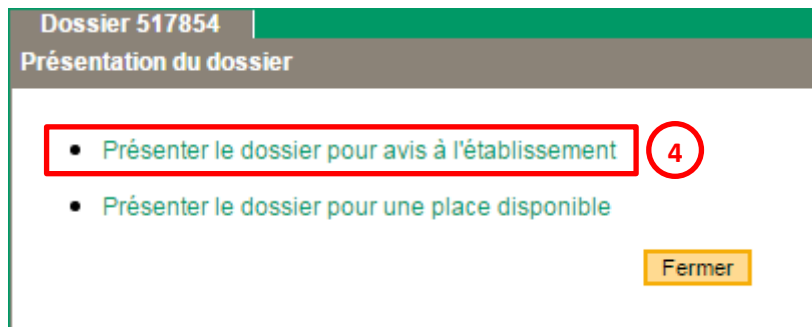 Dossier 517854
Présentation du dossier
Présenter le dossier pour avis à l'établissement
4
Présenter le dossier pour une place disponible
Fermer